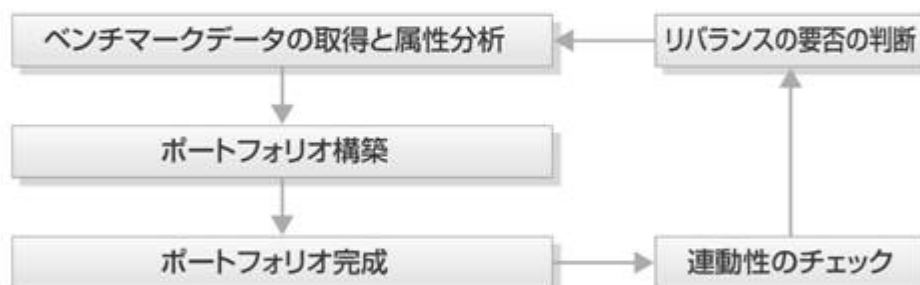 ベンチマークデータの取得と属性分析
リバランスの要否の判断
ポートフォリオ構築
ポートフォリオ完成
連動性のチェック